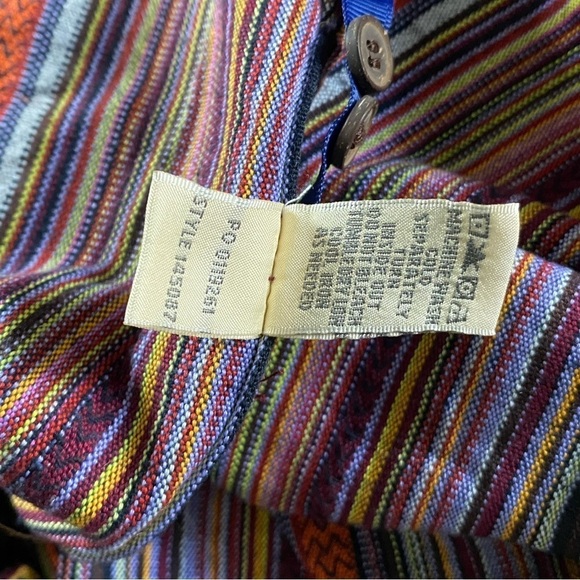 PO 0119261
STYLE 145087
MACHINE WASH
COLD
SEPARATELY
TURN
INSIDE OUT
DO NOT BLEACH
TUMBLE DRY LOW
COOL IRON
AS NEEDED